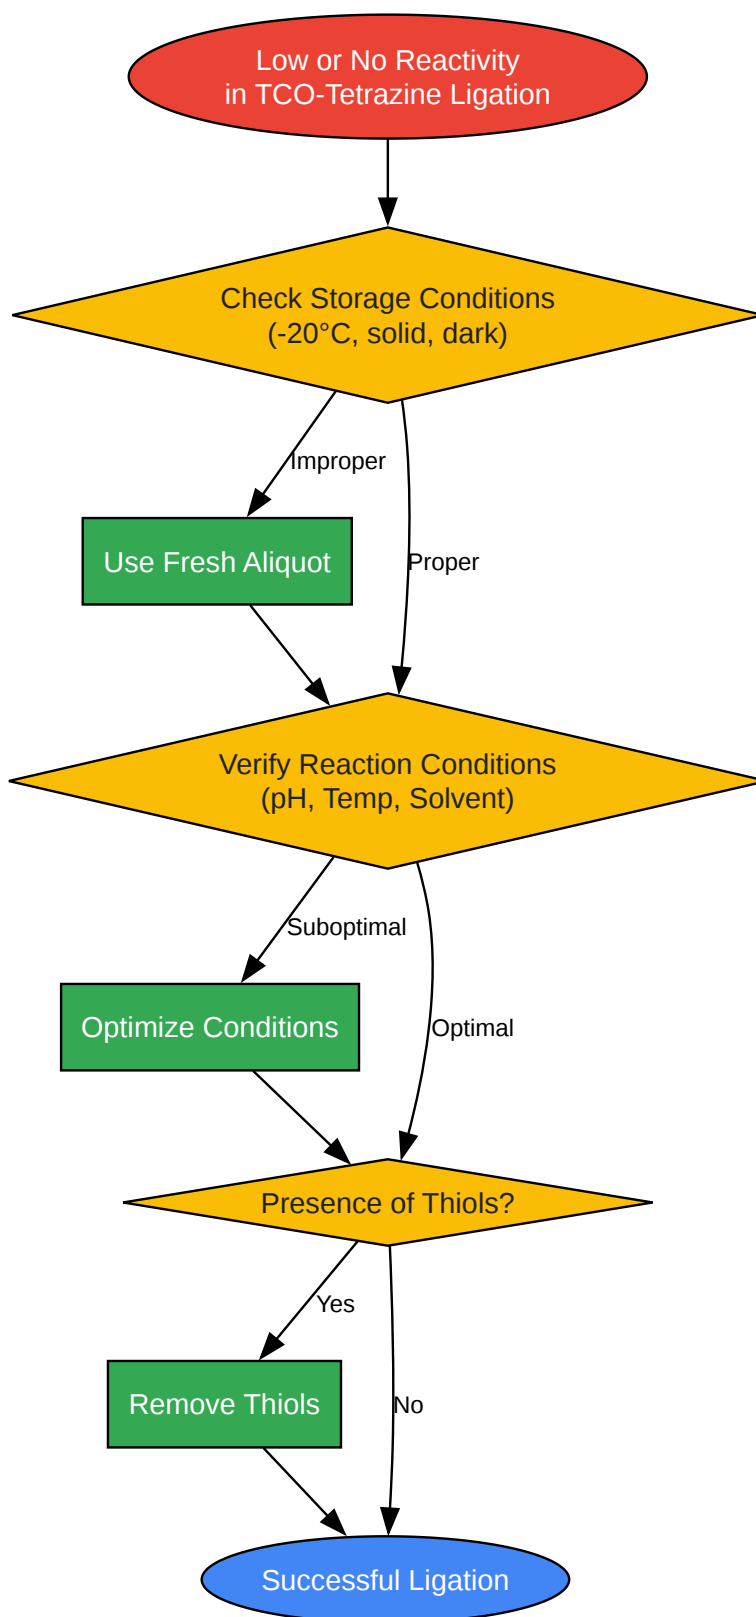 Low or No Reactivity
in TCO-Tetrazine Ligation
Check Storage Conditions
(-20°C, solid, dark)
Improper
Use Fresh Aliquot
Proper
Verify Reaction Conditions
(pH, Temp, Solvent)
Suboptimal
Optimize Conditions
Optimal
Presence of Thiols?
Yes
Remove Thiols
No
Successful Ligation